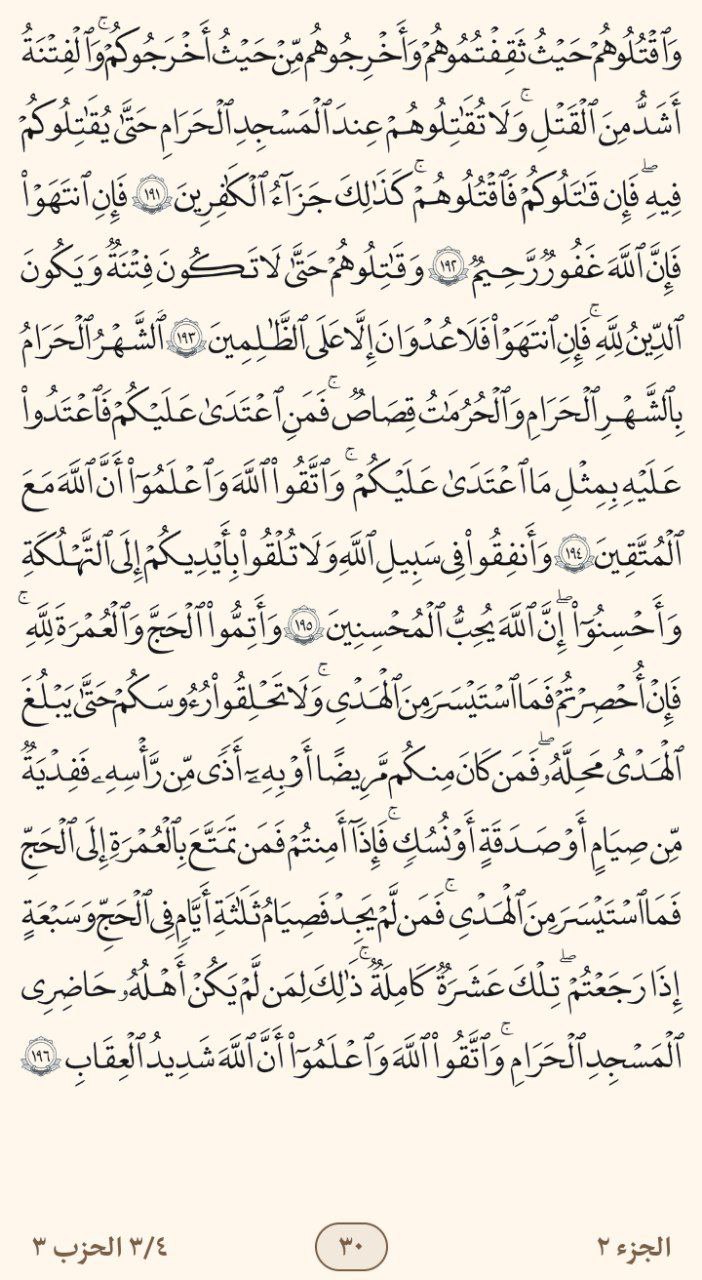 وَٱقْتُلُوهُمْ حَيْثُ ثَقِفْتُمُوهُمْ وَأَخْرِجُوهُم مِّنْ حَيْثُ أَخْرَجُوكُمْ ۚ وَٱلْفِتْنَةُ
أَشَدُّ مِنَ ٱلْقَتْلِ ۚ وَلَا تُقَٰتِلُوهُمْ عِندَ ٱلْمَسْجِدِ ٱلْحَرَامِ حَتَّىٰ يُقَٰتِلُوكُمْ
فِيهِ ۖ فَإِن قَٰتَلُوكُمْ فَٱقْتُلُوهُمْ ۗ كَذَٰلِكَ جَزَآءُ ٱلْكَٰفِرِينَ ١٩١ فَإِنِ ٱنتَهَوْا۟
فَإِنَّ ٱللَّهَ غَفُورٌ رَّحِيمٌ ١٩٢ وَقَٰتِلُوهُمْ حَتَّىٰ لَا تَكُونَ فِتْنَةٌ وَيَكُونَ
ٱلدِّينُ لِلَّهِ ۖ فَإِنِ ٱنتَهَوْا۟ فَلَا عُدْوَٰنَ إِلَّا عَلَى ٱلظَّٰلِمِينَ ١٩٣ ٱلشَّهْرُ ٱلْحَرَامُ
بِٱلشَّهْرِ ٱلْحَرَامِ وَٱلْحُرُمَٰتُ قِصَاصٌ ۚ فَمَنِ ٱعْتَدَىٰ عَلَيْكُمْ فَٱعْتَدُوا۟
عَلَيْهِ بِمِثْلِ مَا ٱعْتَدَىٰ عَلَيْكُمْ ۚ وَٱتَّقُوا۟ ٱللَّهَ وَٱعْلَمُوٓا۟ أَنَّ ٱللَّهَ مَعَ
ٱلْمُتَّقِينَ ١٩٤ وَأَنفِقُوا۟ فِى سَبِيلِ ٱللَّهِ وَلَا تُلْقُوا۟ بِأَيْدِيكُمْ إِلَى ٱلتَّهْلُكَةِ
وَأَحْسِنُوٓا۟ ۖ إِنَّ ٱللَّهَ يُحِبُّ ٱلْمُحْسِنِينَ ١٩٥ وَأَتِمُّوا۟ ٱلْحَجَّ وَٱلْعُمْرَةَ لِلَّهِ ۚ
فَإِنْ أُحْصِرْتُمْ فَمَا ٱسْتَيْسَرَ مِنَ ٱلْهَدْىِ ۖ وَلَا تَحْلِقُوا۟ رُءُوسَكُمْ حَتَّىٰ يَبْلُغَ
ٱلْهَدْىُ مَحِلَّهُۥ ۚ فَمَن كَانَ مِنكُم مَّرِيضًا أَوْ بِهِۦٓ أَذًى مِّن رَّأْسِهِۦ فَفِدْيَةٌ
مِّن صِيَامٍ أَوْ صَدَقَةٍ أَوْ نُسُكٍ ۚ فَإِذَآ أَمِنتُمْ فَمَن تَمَتَّعَ بِٱلْعُمْرَةِ إِلَى ٱلْحَجِّ
فَمَا ٱسْتَيْسَرَ مِنَ ٱلْهَدْىِ ۚ فَمَن لَّمْ يَجِدْ فَصِيَامُ ثَلَٰثَةِ أَيَّامٍ فِى ٱلْحَجِّ وَسَبْعَةٍ
إِذَا رَجَعْتُمْ ۗ تِلْكَ عَشَرَةٌ كَامِلَةٌ ۗ ذَٰلِكَ لِمَن لَّمْ يَكُنْ أَهْلُهُۥ حَاضِرِى
ٱلْمَسْجِدِ ٱلْحَرَامِ ۚ وَٱتَّقُوا۟ ٱللَّهَ وَٱعْلَمُوٓا۟ أَنَّ ٱللَّهَ شَدِيدُ ٱلْعِقَابِ ١٩٦
الجزء ٢ ٣٠ ٣/٤ الحزب ٣